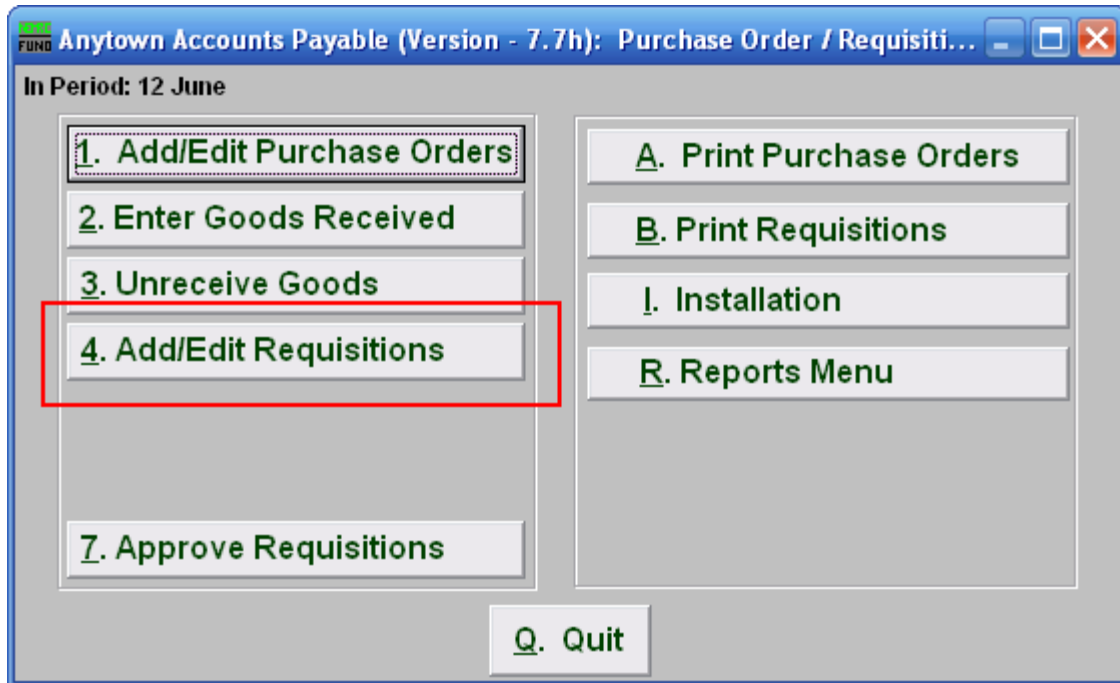 FUND Anytown Accounts Payable (Version - 7.7h): Purchase Order / Requisiti...
In Period: 12 June
1. Add/Edit Purchase Orders
2. Enter Goods Received
3. Unreceive Goods
4. Add/Edit Requisitions
7. Approve Requisitions
A. Print Purchase Orders
B. Print Requisitions
I. Installation
R. Reports Menu
Q. Quit